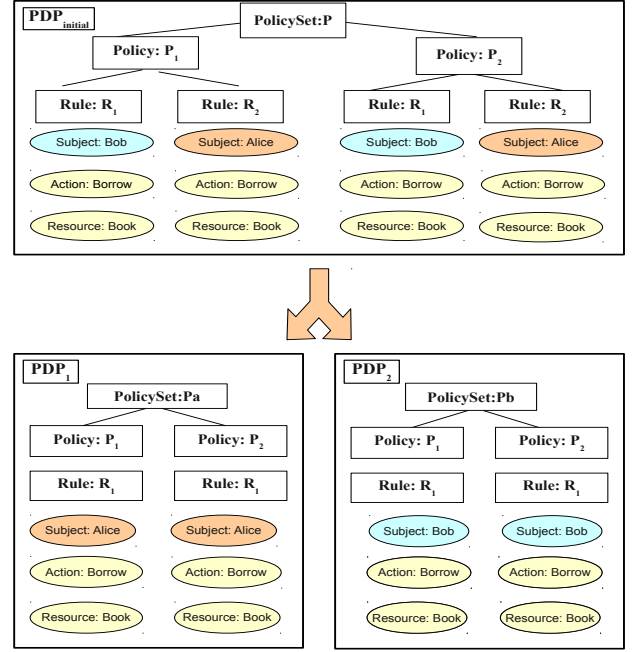 PDP initial
PolicySet:P
Policy: P1
Policy: P2
Rule: R1
Rule: R2
Rule: R1
Rule: R2
Subject: Bob
Subject: Alice
Subject: Bob
Subject: Alice
Action: Borrow
Action: Borrow
Action: Borrow
Action: Borrow
Resource: Book
Resource: Book
Resource: Book
Resource: Book
PDP1
PolicySet:Pa
Policy: P1
Policy: P2
Rule: R1
Rule: R1
Subject: Alice
Subject: Alice
Action: Borrow
Action: Borrow
Resource: Book
Resource: Book
PDP2
PolicySet:Pb
Policy: P1
Policy: P2
Rule: R1
Rule: R1
Subject: Bob
Subject: Bob
Action: Borrow
Action: Borrow
Resource: Book
Resource: Book